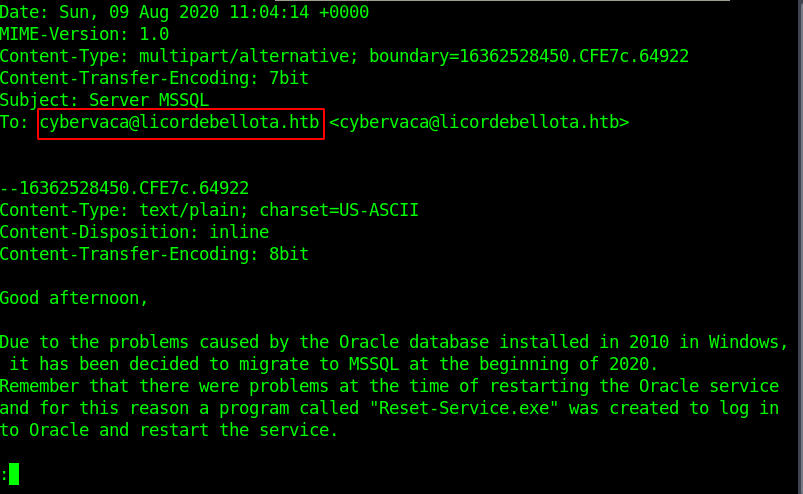 Date: Sun, 09 Aug 2020 11:04:14 +0000
MIME-Version: 1.0
Content-Type: multipart/alternative; boundary=16362528450.CFE7c.64922
Content-Transfer-Encoding: 7bit
Subject: Server MSSQL
To: cybervaca@licordebellota.htb <cybervaca@licordebellota.htb>
--16362528450.CFE7c.64922
Content-Type: text/plain; charset=US-ASCII
Content-Disposition: inline
Content-Transfer-Encoding: 8bit
Good afternoon,
Due to the problems caused by the Oracle database installed in 2010 in Windows,
it has been decided to migrate to MSSQL at the beginning of 2020.
Remember that there were problems at the time of restarting the Oracle service
and for this reason a program called "Reset-Service.exe" was created to log in
to Oracle and restart the service.
: